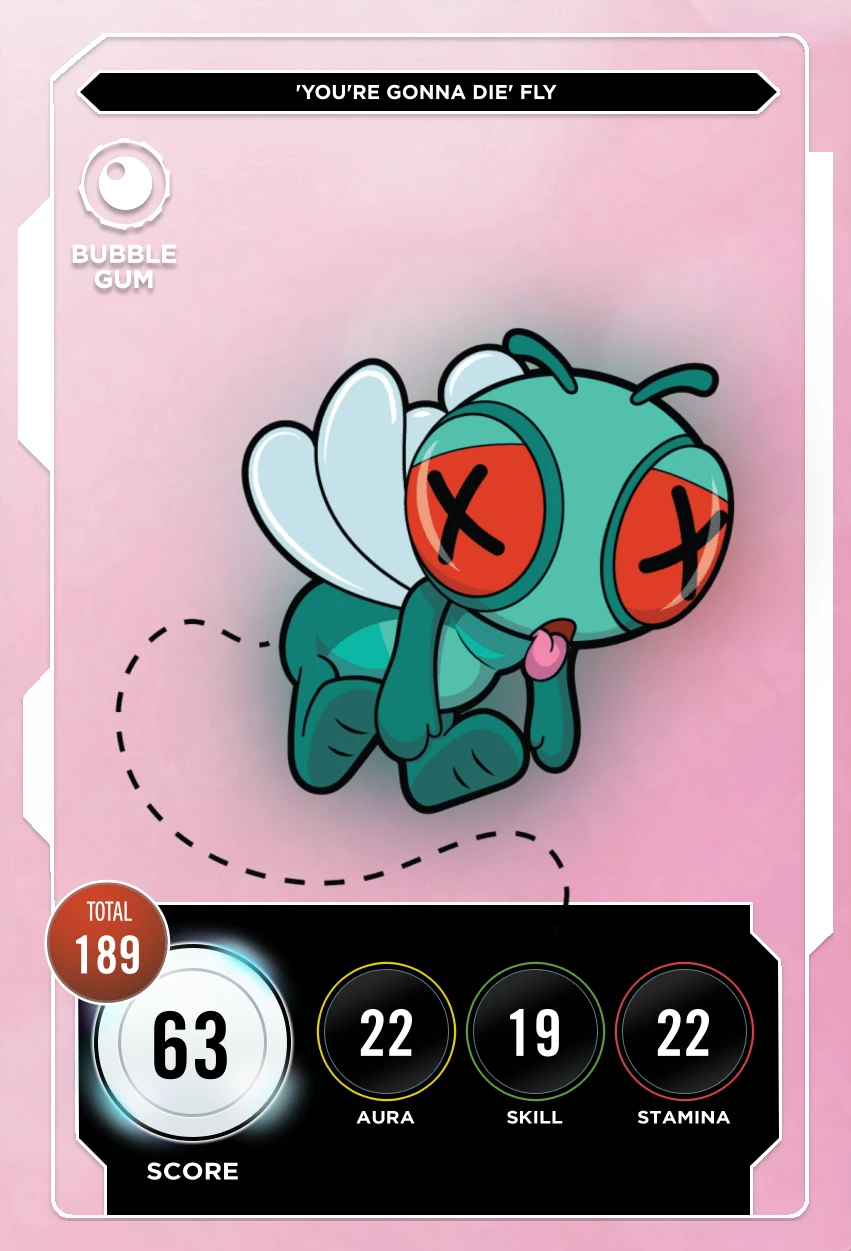 'YOU'RE GONNA DIE' FLY
BUBBLE
GUM
TOTAL
189
63
SCORE
22
AURA
19
SKILL
22
STAMINA